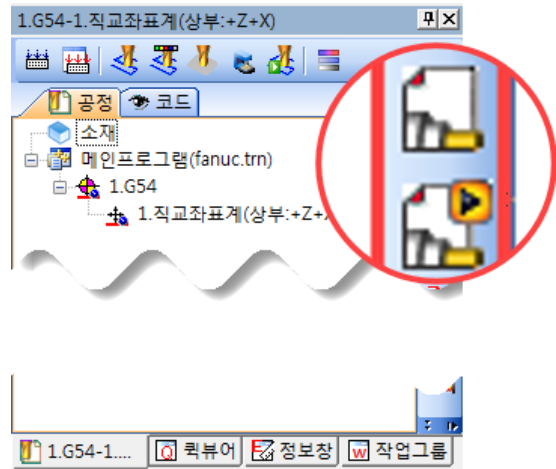 1.G54-1.직교좌표계(상부:+Z+X)
공정 코드
소재
메인프로그램(fanuc.trn)
1.G54
1.직교좌표계(상부:+Z+
1.G54-1.... 퀵뷰어 정보창 작업그룹